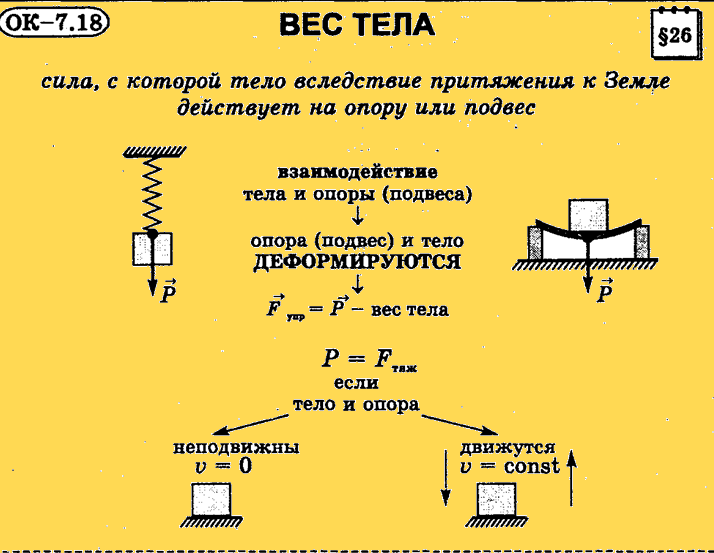 ОК–7.18
ВЕС ТЕЛА
§26
сила, с которой тело вследствие притяжения к Земле
действует на опору или подвес
взаимодействие
тела и опоры (подвеса)
↓
опора (подвес) и тело
ДЕФОРМИРУЮТСЯ
↓
F⃗упр = P⃗ – вес тела
P⃗
P⃗
P = Fтяж
если
тело и опора
неподвижны
v = 0
движутся
v = const